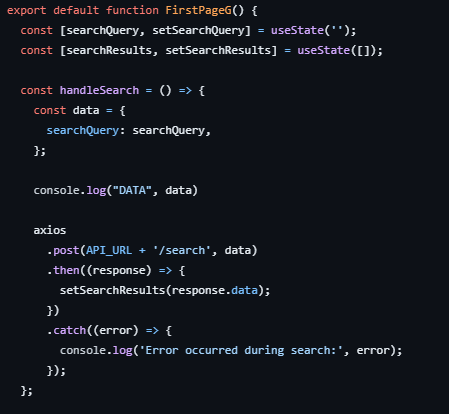 export default function FirstPageG() {
  const [searchQuery, setSearchQuery] = useState('');
  const [searchResults, setSearchResults] = useState([]);

  const handleSearch = () => {
    const data = {
      searchQuery: searchQuery,
    };

    console.log("DATA", data)

    axios
      .post(API_URL + '/search', data)
      .then((response) => {
        setSearchResults(response.data);
      })
      .catch((error) => {
        console.log('Error occurred during search:', error);
      });
  };